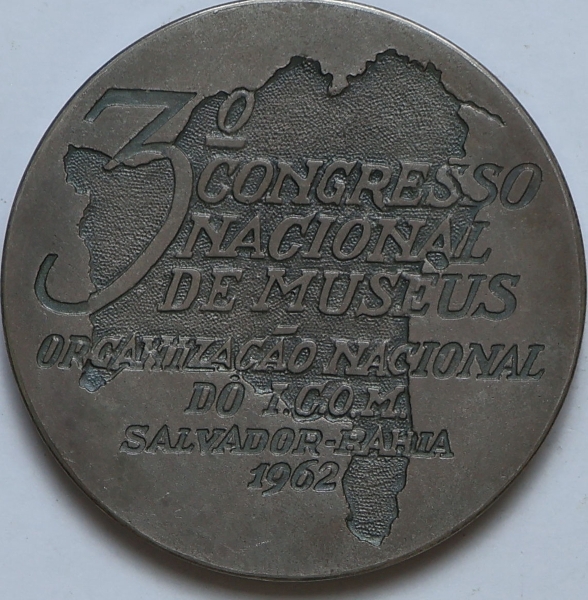 3º CONGRESSO
NACIONAL
DE MUSEUS
ORGANIZAÇÃO NACIONAL
DO I.C.O.M.
SALVADOR-BAHIA
1962